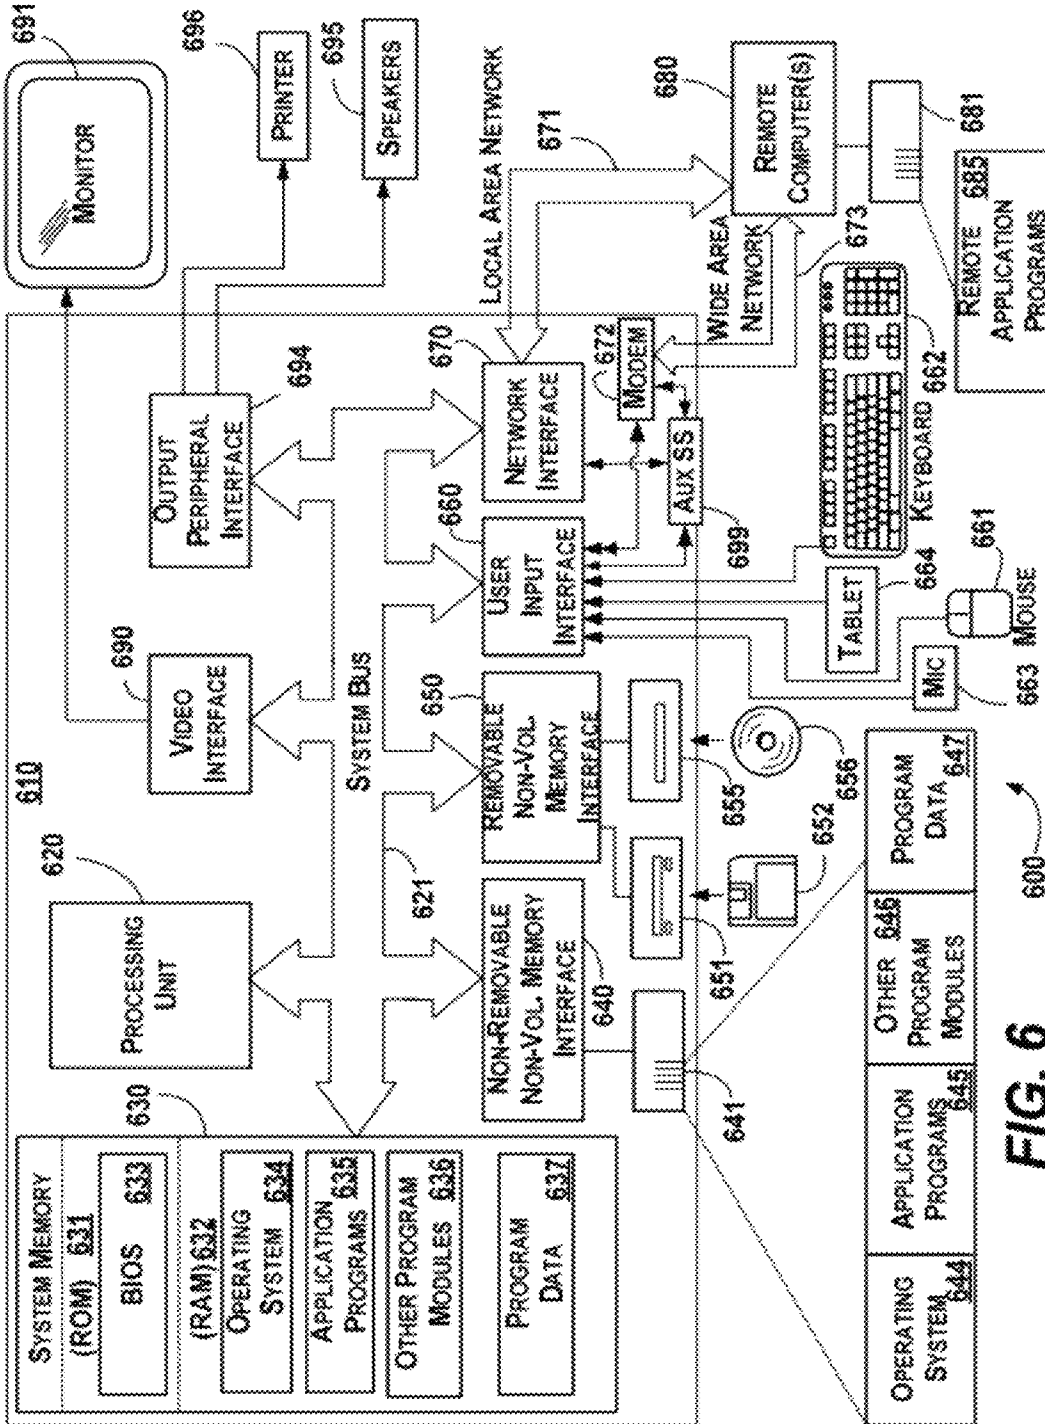 610
SYSTEM MEMORY
(ROM) 631
BIOS 633
(RAM) 632
OPERATING
SYSTEM 634
APPLICATION
PROGRAMS 635
OTHER PROGRAM
MODULES 636
PROGRAM
DATA 637
630
PROCESSING
UNIT
620
VIDEO
INTERFACE
690
OUTPUT
PERIPHERAL
INTERFACE
694
MONITOR
691
PRINTER
696
SPEAKERS
695
SYSTEM BUS
621
NON-REMOVABLE
NON-VOL. MEMORY
INTERFACE
640
REMOVABLE
NON-VOL.
MEMORY
INTERFACE
650
USER
INPUT
INTERFACE
660
NETWORK
INTERFACE
670
LOCAL AREA NETWORK
671
MODEM
672
AUX SS
699
WIDE AREA
NETWORK
673
REMOTE
COMPUTER(S)
680
681
REMOTE 685
APPLICATION
PROGRAMS
641
651
652
655
656
MIC
663
TABLET
664
MOUSE
661
KEYBOARD
662
OPERATING
SYSTEM 644
APPLICATION
PROGRAMS 645
OTHER 646
PROGRAM
MODULES
PROGRAM
DATA 647
600
FIG. 6